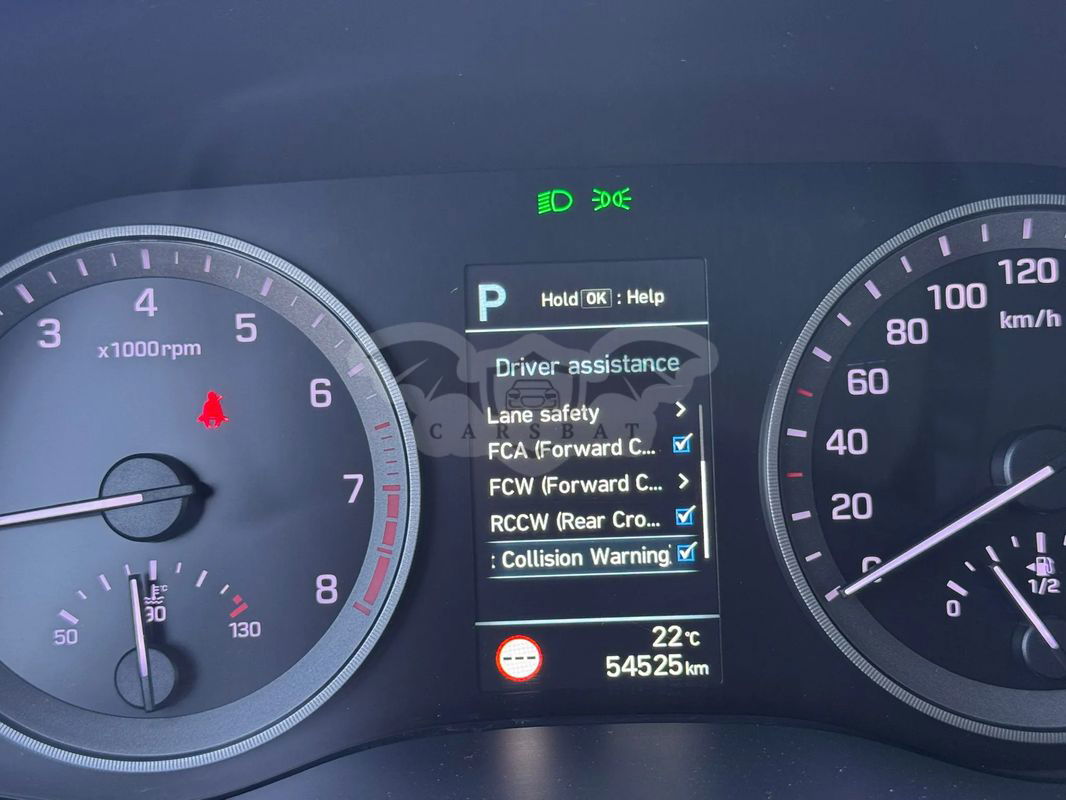 P
Hold OK : Help
Driver assistance
Lane safety >
FCA (Forward C...
FCW (Forward C... >
RCCW (Rear Cro...
: Collision Warning
22°C
54525km
3
4
5
6
7
8
x1000rpm
50
90
130
CARSBAT
0
20
40
60
80
100
120
km/h
0
1/2